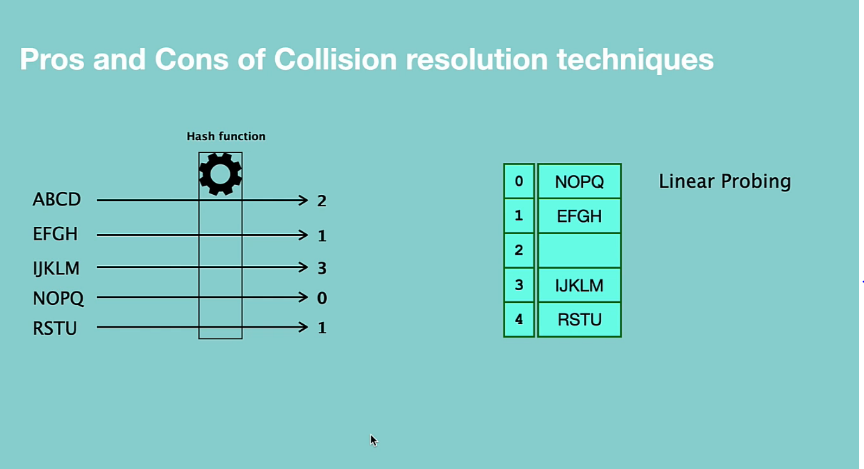 Pros and Cons of Collision resolution techniques
Hash function
ABCD 2
EFGH 1
IJKLM 3
NOPQ 0
RSTU 1
0 NOPQ
1 EFGH
2
3 IJKLM
4 RSTU
Linear Probing